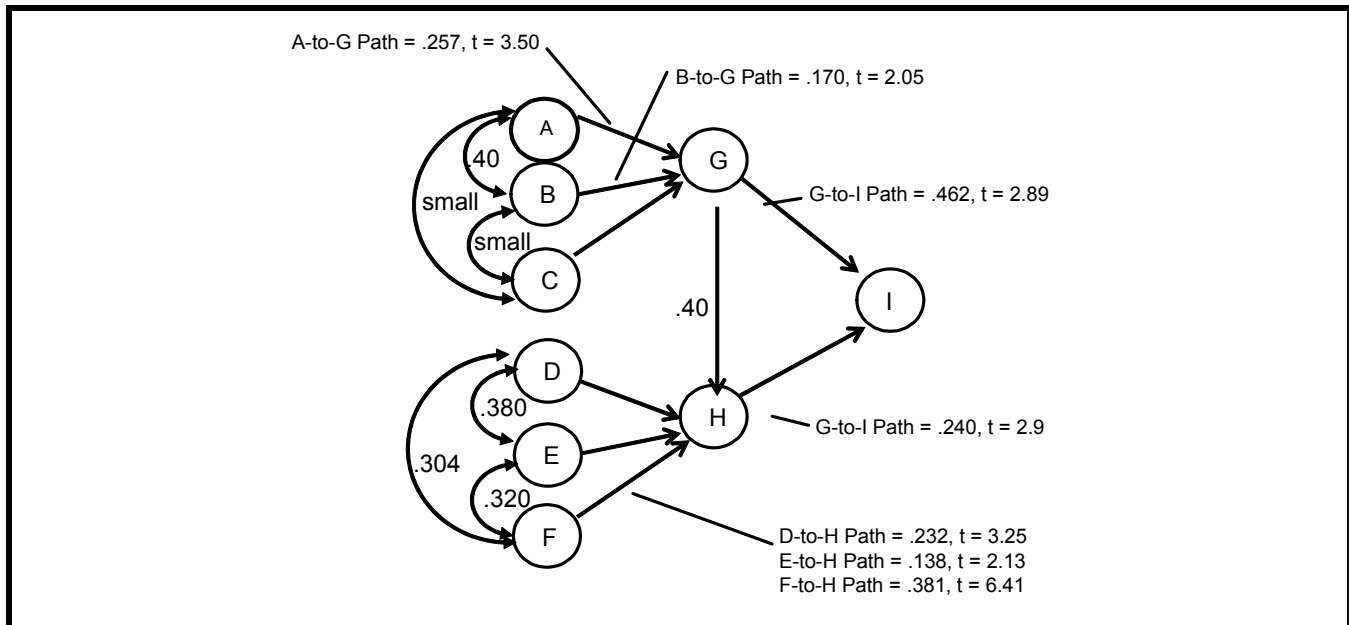 A-to-G Path = .257, t = 3.50
B-to-G Path = .170, t = 2.05
A
G
.40
B
G-to-I Path = .462, t = 2.89
small
small
C
I
.40
D
H
.380
G-to-I Path = .240, t = 2.9
E
.304
.320
F
D-to-H Path = .232, t = 3.25
E-to-H Path = .138, t = 2.13
F-to-H Path = .381, t = 6.41